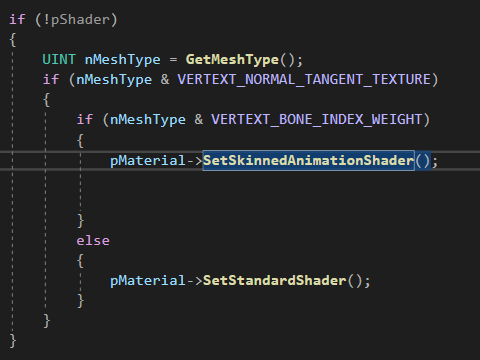 if (!pShader)
{
UINT nMeshType = GetMeshType();
if (nMeshType & VERTEXT_NORMAL_TANGENT_TEXTURE)
{
if (nMeshType & VERTEXT_BONE_INDEX_WEIGHT)
{
pMaterial->SetSkinnedAnimationShader();
}
else
{
pMaterial->SetStandardShader();
}
}
}